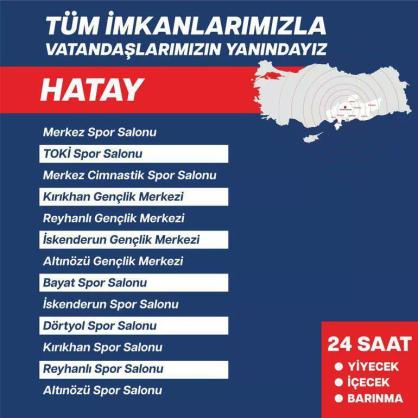 TÜM İMKANLARIMIZLA
VATANDAŞLARIMIZIN YANINDAYIZ
HATAY
Merkez Spor Salonu
TOKİ Spor Salonu
Merkez Cimnastik Spor Salonu
Kırıkhan Gençlik Merkezi
Reyhanlı Gençlik Merkezi
İskenderun Gençlik Merkezi
Altınözü Gençlik Merkezi
Bayat Spor Salonu
İskenderun Spor Salonu
Dörtyol Spor Salonu
Kırıkhan Spor Salonu
Reyhanlı Spor Salonu
Altınözü Spor Salonu
24 SAAT
● YİYECEK
● İÇECEK
● BARINMA